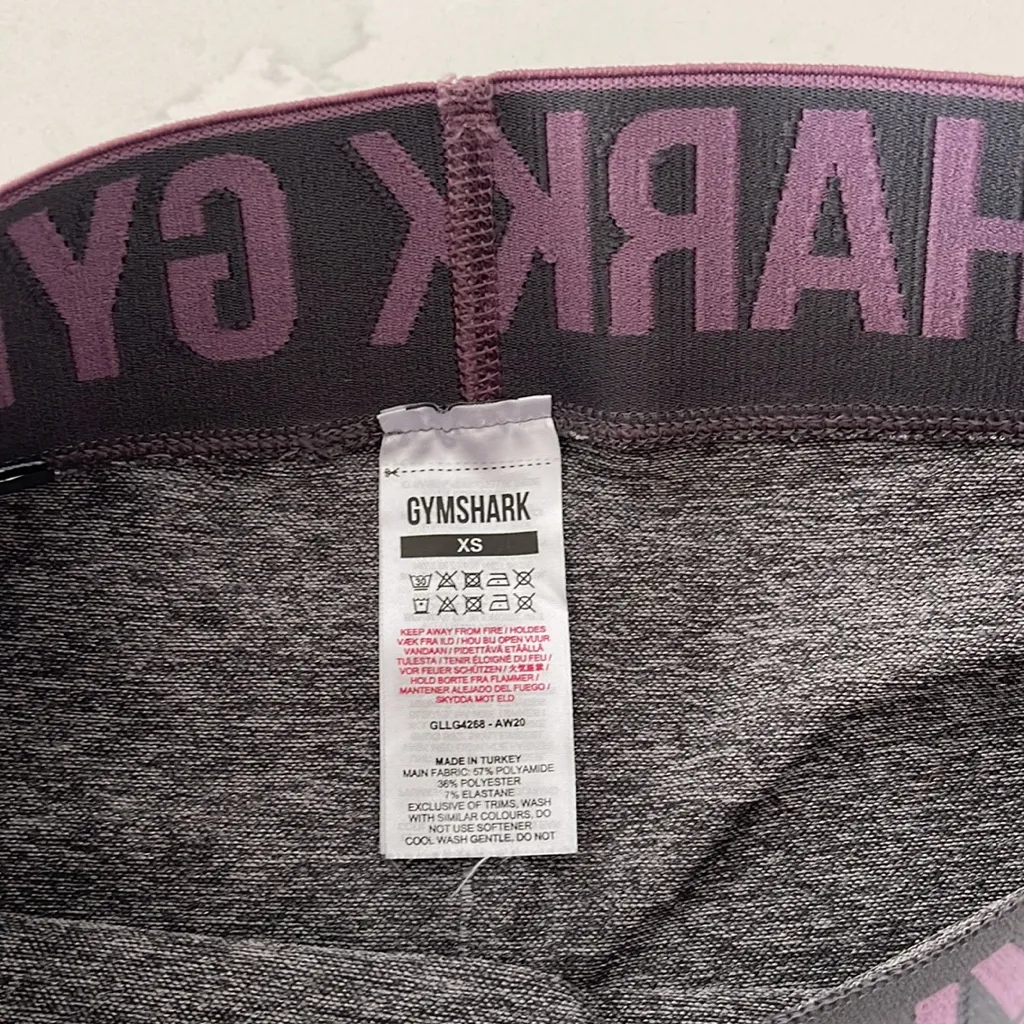 GYMSHARK GY
GYMSHARK
XS
30
KEEP AWAY FROM FIRE / HOLDES
VÆK FRA ILD / HOU BIJ OPEN VUUR
VANDAAN / PIDETTÄVÄ ETÄÄLLÄ
TULESTA / TENIR ÉLOIGNÉ DU FEU /
VOR FEUER SCHÜTZEN /
HOLD BORTE FRA FLAMMER /
MANTENER ALEJADO DEL FUEGO /
SKYDDA MOT ELD
GLLG4268 - AW20
MADE IN TURKEY
MAIN FABRIC: 57% POLYAMIDE
36% POLYESTER
7% ELASTANE
EXCLUSIVE OF TRIMS, WASH
WITH SIMILAR COLOURS, DO
NOT USE SOFTENER
COOL WASH GENTLE, DO NOT